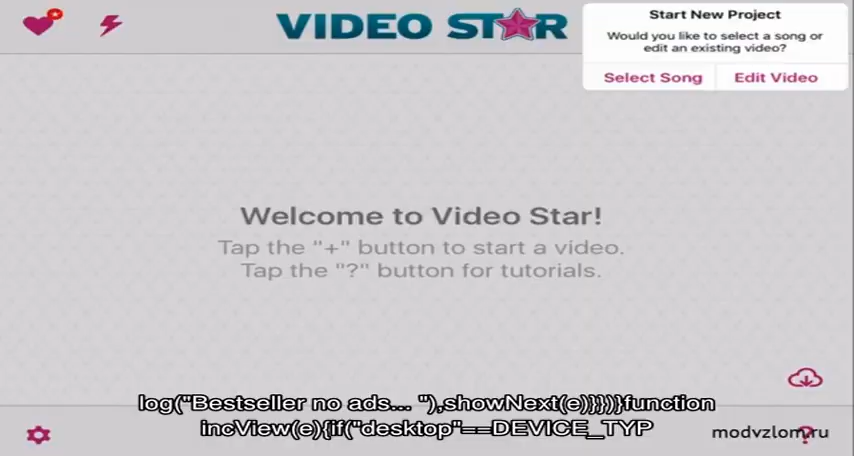 VIDEO STAR
Start New Project
Would you like to select a song or
edit an existing video?
Select Song
Edit Video
Welcome to Video Star!
Tap the "+" button to start a video.
Tap the "?" button for tutorials.
log("Bestseller no ads... "),showNext(e)}})}function
incView(e){if("desktop"==DEVICE_TYP
modvzlom.ru
?